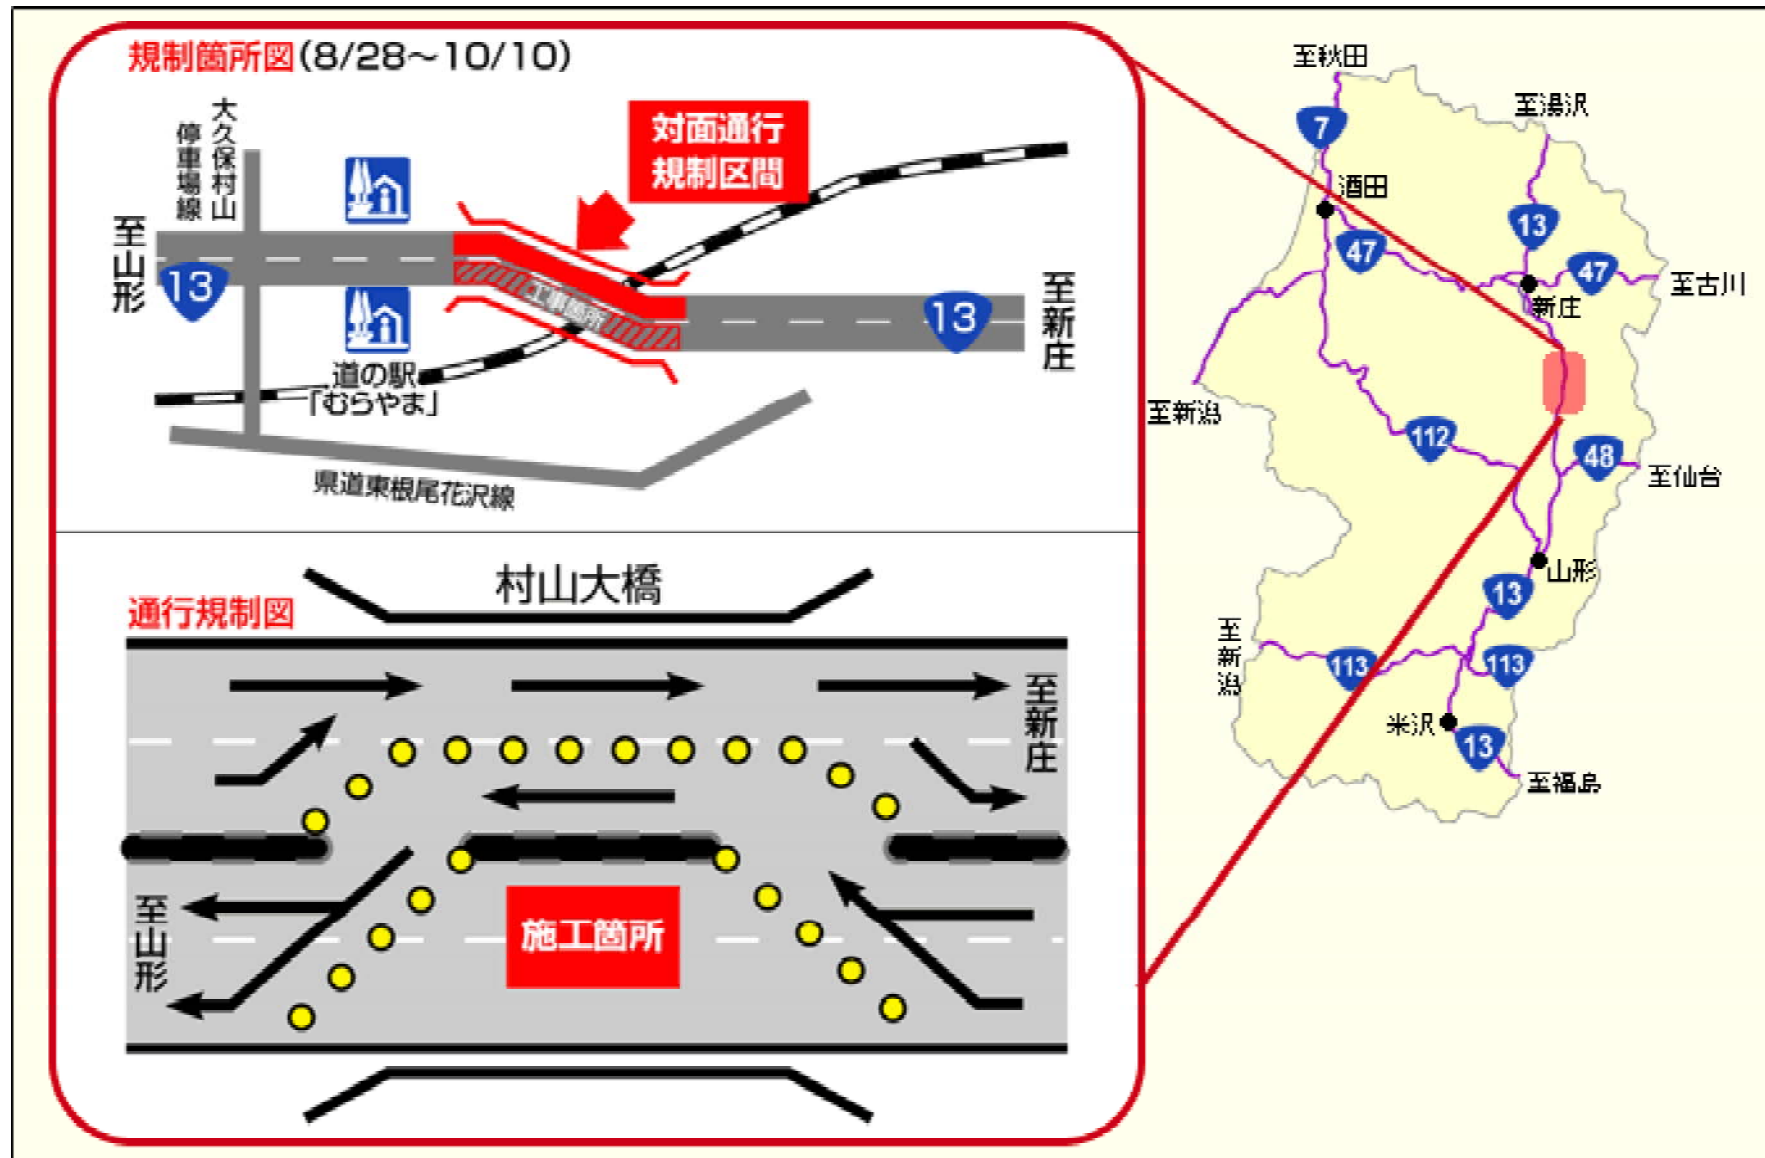 規制箇所図(8/28～10/10)
大久保村山
停車場線
対面通行
規制区間
至山形
13
工事箇所
13
至新庄
道の駅
「むらやま」
県道東根尾花沢線
村山大橋
通行規制図
至新庄
至山形
施工箇所
至秋田
7
至湯沢
酒田
13
47
47
至古川
新庄
至新潟
112
48
至仙台
山形
13
至新潟
113
113
米沢
13
至福島